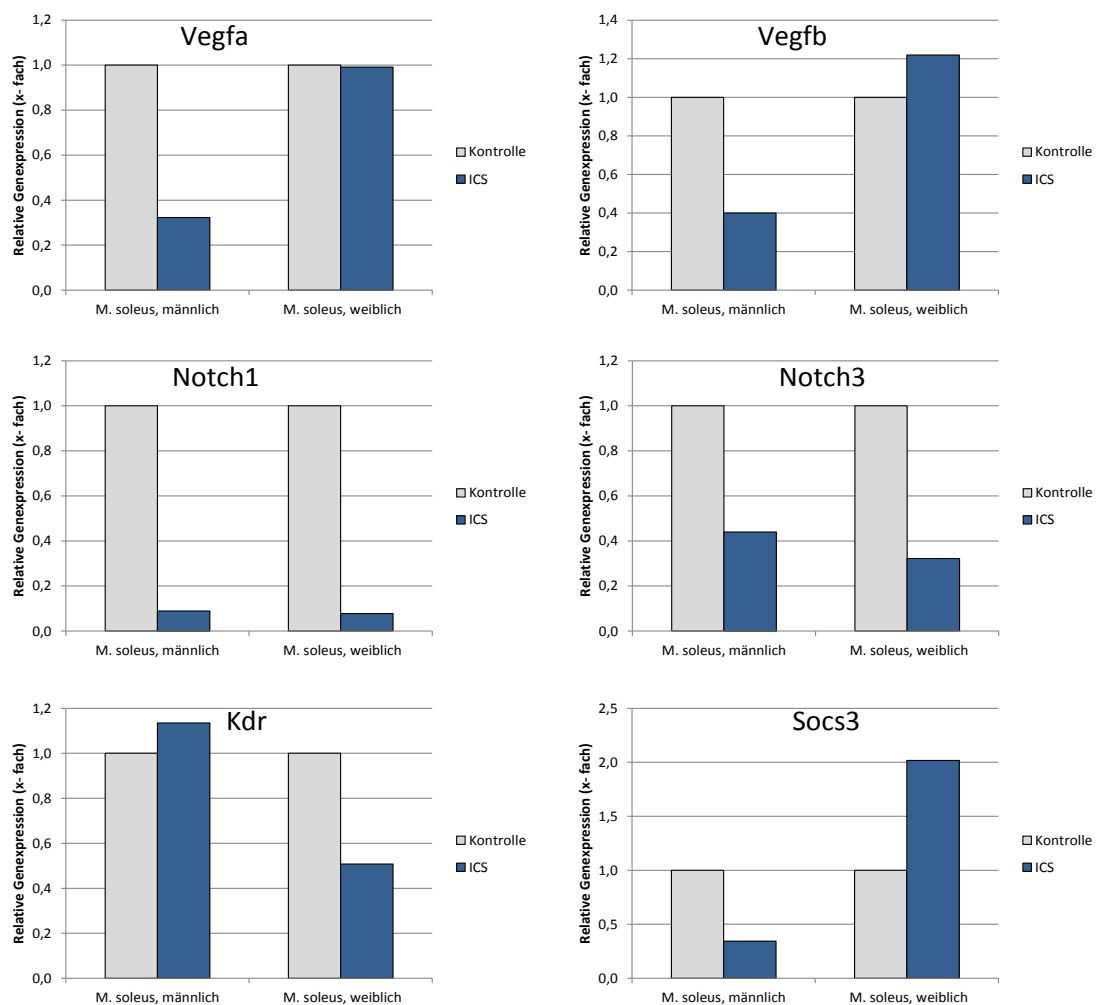 Vegfa
Relative Genexpression (x- fach)
1,2
1,0
0,8
0,6
0,4
0,2
0,0
M. soleus, männlich
M. soleus, weiblich
Kontrolle
ICS
Vegfb
Relative Genexpression (x- fach)
1,4
1,2
1,0
0,8
0,6
0,4
0,2
0,0
M. soleus, männlich
M. soleus, weiblich
Kontrolle
ICS
Notch1
Relative Genexpression (x- fach)
1,2
1,0
0,8
0,6
0,4
0,2
0,0
M. soleus, männlich
M. soleus, weiblich
Kontrolle
ICS
Notch3
Relative Genexpression (x- fach)
1,2
1,0
0,8
0,6
0,4
0,2
0,0
M. soleus, männlich
M. soleus, weiblich
Kontrolle
ICS
Kdr
Relative Genexpression (x- fach)
1,2
1,0
0,8
0,6
0,4
0,2
0,0
M. soleus, männlich
M. soleus, weiblich
Kontrolle
ICS
Socs3
Relative Genexpression (x- fach)
2,5
2,0
1,5
1,0
0,5
0,0
M. soleus, männlich
M. soleus, weiblich
Kontrolle
ICS